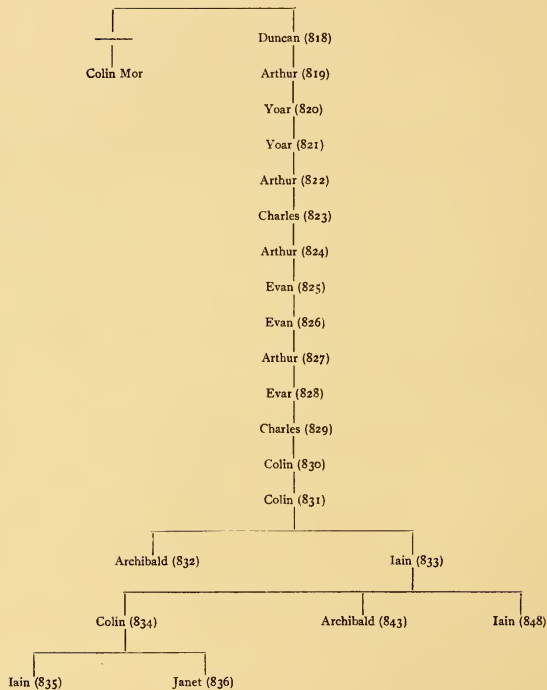 Duncan (818)
Colin Mor
Arthur (819)
Yoar (820)
Yoar (821)
Arthur (822)
Charles (823)
Arthur (824)
Evan (825)
Evan (826)
Arthur (827)
Evar (828)
Charles (829)
Colin (830)
Colin (831)
Archibald (832) Iain (833)
Colin (834) Archibald (843) Iain (848)
Iain (835) Janet (836)